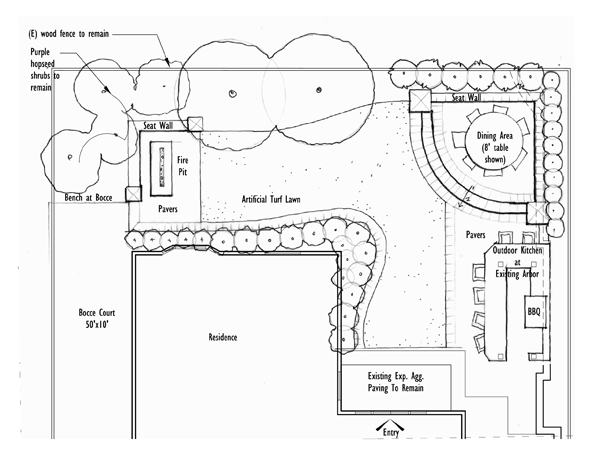 (E) wood fence to remain
Purple
hopseed
shrubs to
remain
Seat Wall
Seat Wall
Dining Area
(8' table
shown)
Fire
Pit
Bench at Bocce
Pavers
Artificial Turf Lawn
Pavers
Outdoor Kitchen
at
Existing Arbor
BBQ
Bocce Court
50'x10'
Residence
Existing Exp. Agg.
Paving To Remain
Entry